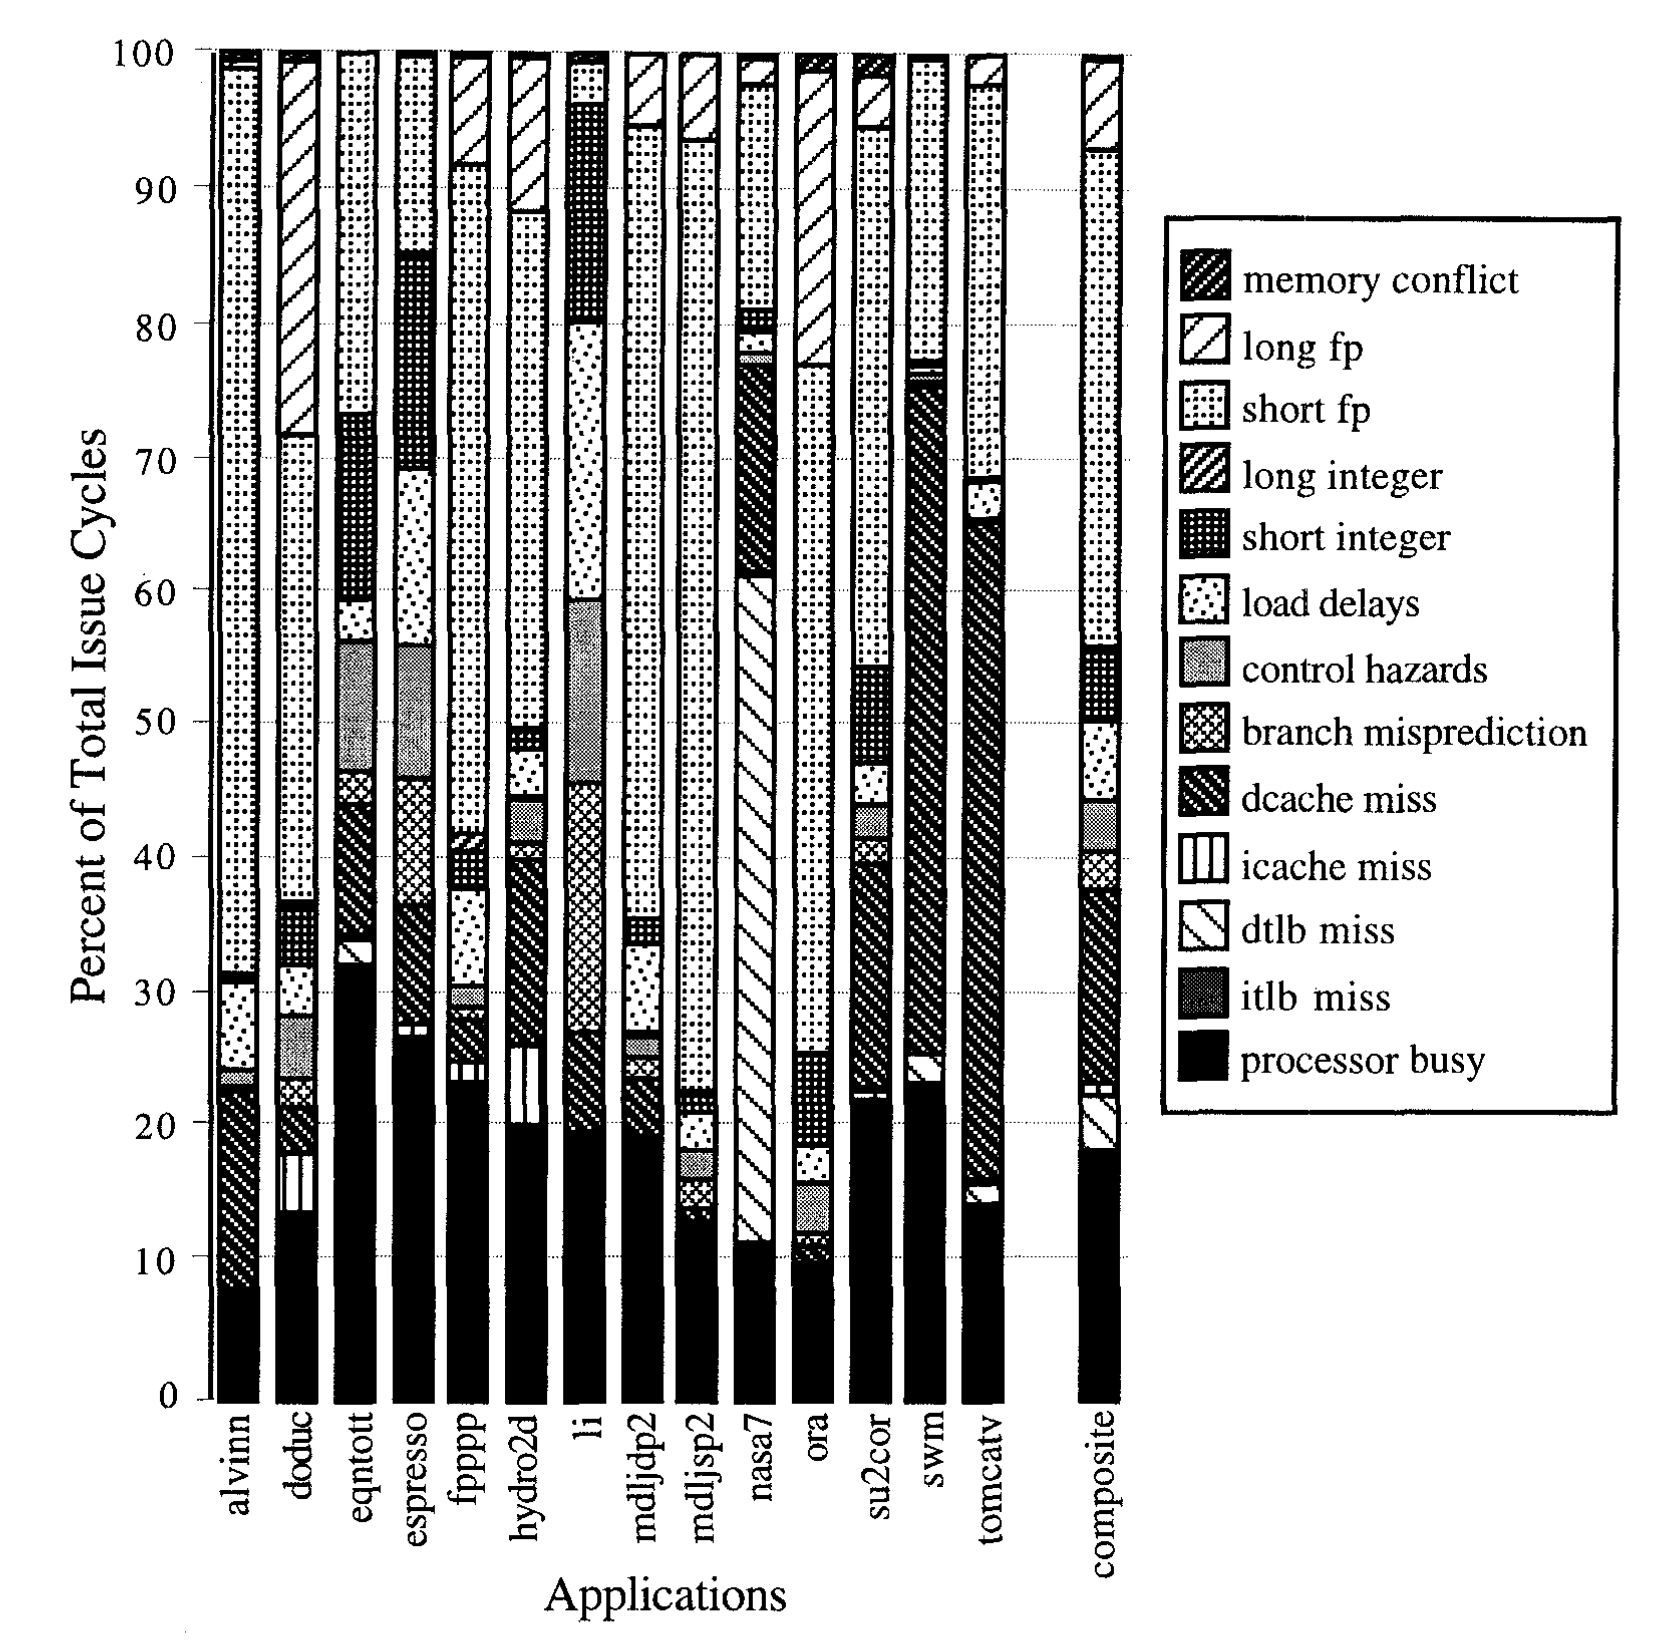 Percent of Total Issue Cycles
100
90
80
70
60
50
40
30
20
10
0
alvinn
doduc
eqntott
espresso
fpppp
hydro2d
li
mdljdp2
mdljsp2
nasa7
ora
su2cor
swm
tomcatv
composite
Applications
memory conflict
long fp
short fp
long integer
short integer
load delays
control hazards
branch misprediction
dcache miss
icache miss
dtlb miss
itlb miss
processor busy